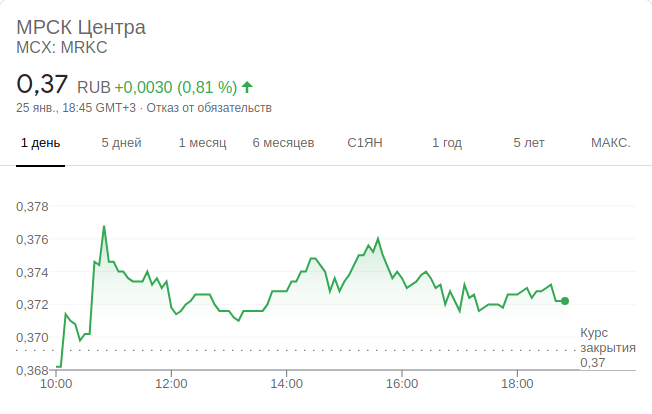 МРСК Центра
MCX: MRKC
0,37 RUB +0,0030 (0,81 %)
25 янв., 18:45 GMT+3 · Отказ от обязательств
1 день 5 дней 1 месяц 6 месяцев С1ЯН 1 год 5 лет МАКС.
0,378
0,376
0,374
0,372
0,370
0,368
Курс
закрытия
0,37
10:00 12:00 14:00 16:00 18:00